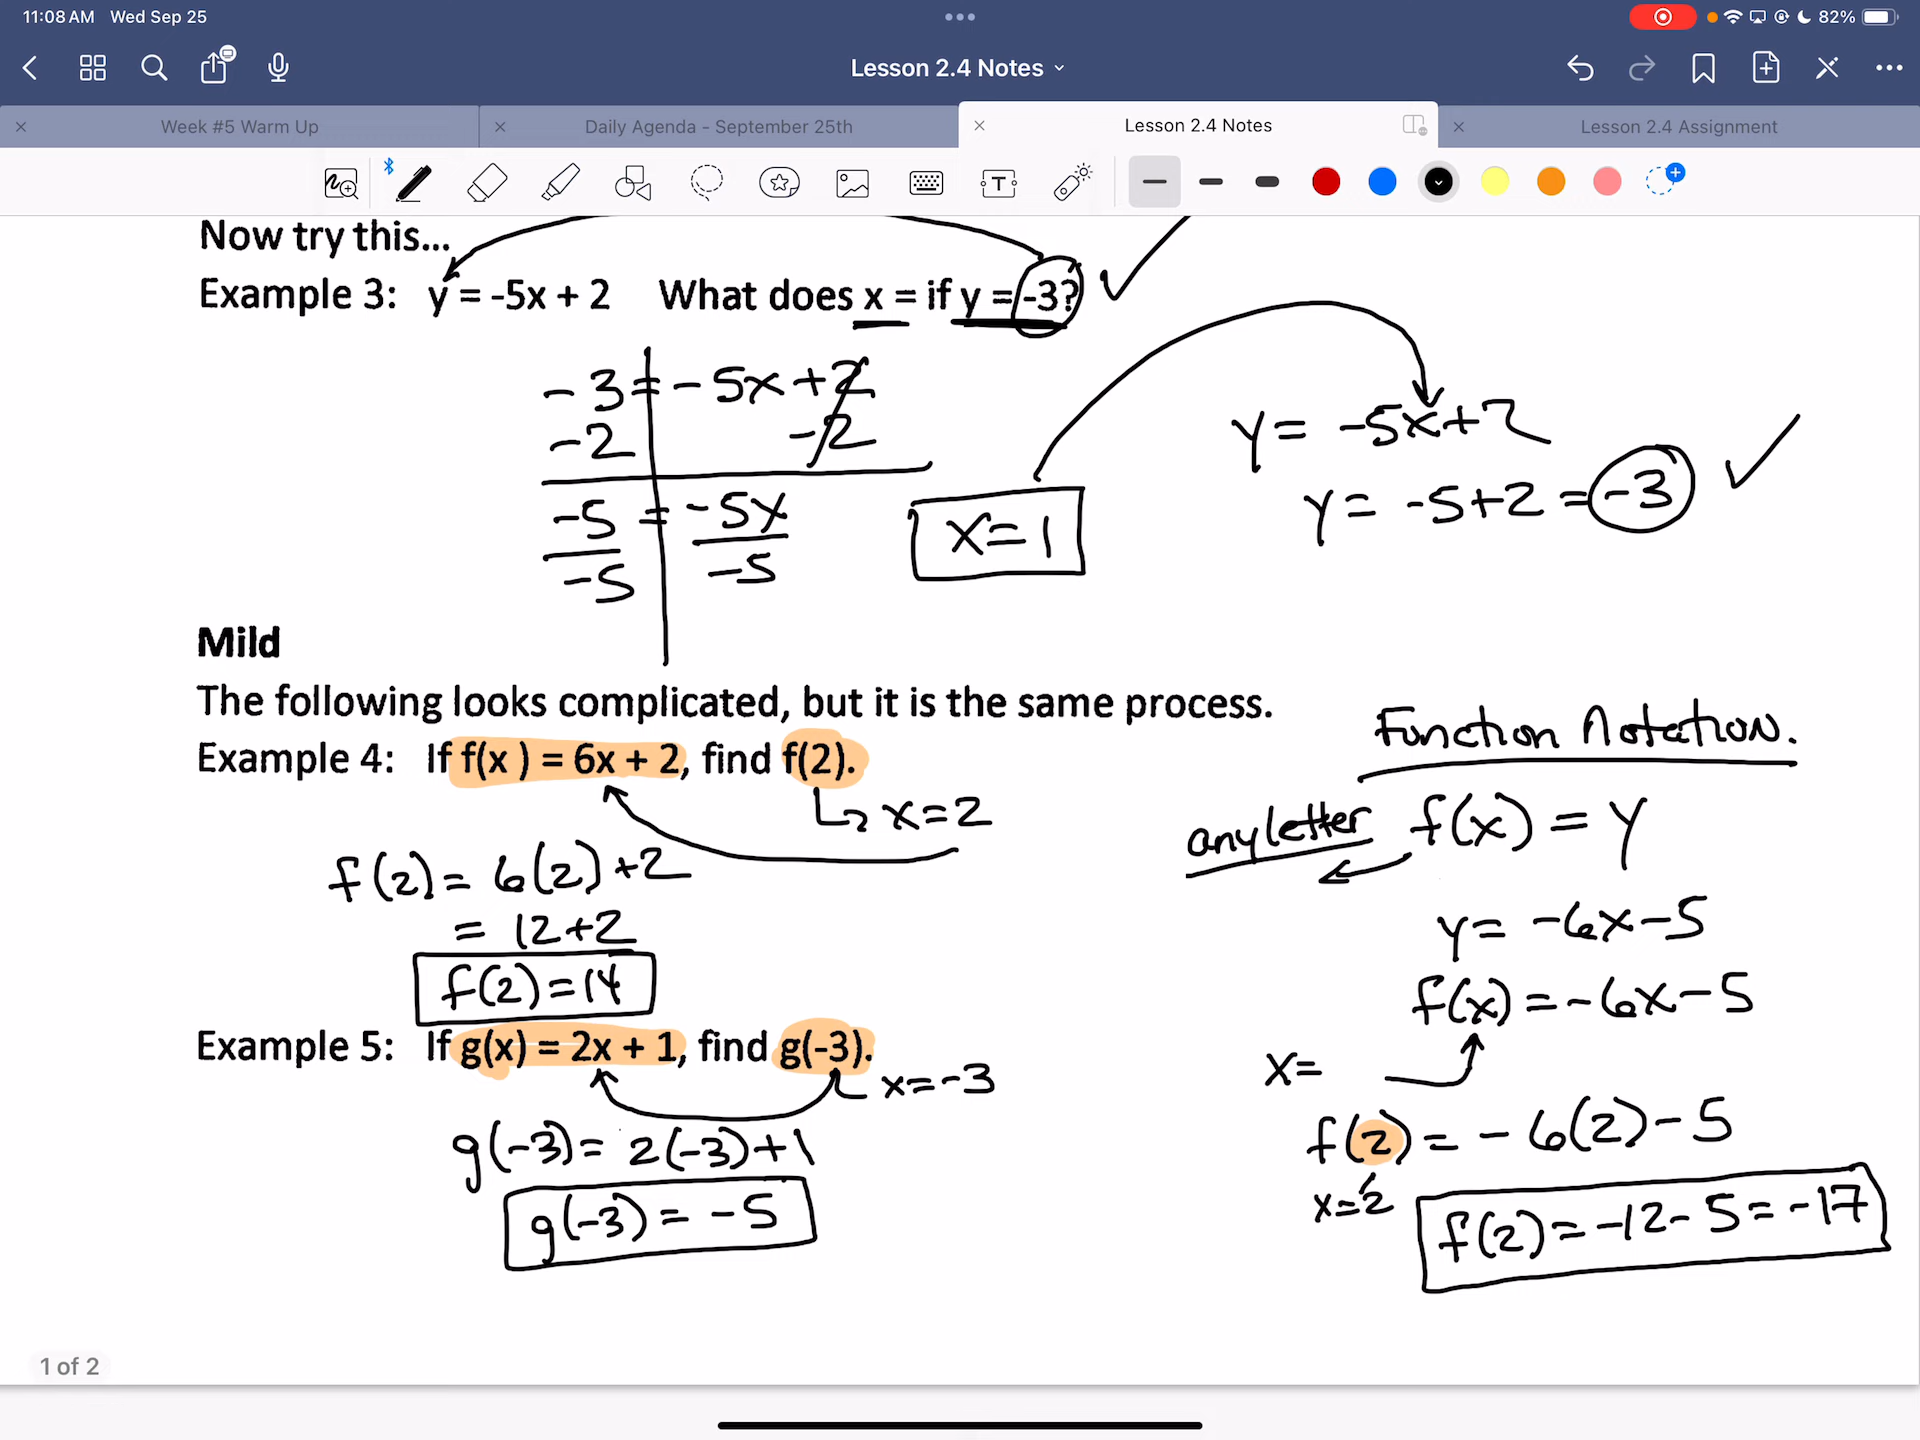 11:08 AM Wed Sep 25
82%
Lesson 2.4 Notes
Week #5 Warm Up
Daily Agenda - September 25th
Lesson 2.4 Notes
Lesson 2.4 Assignment
Now try this...
Example 3: y = -5x + 2 What does x = if y = -3?
-3 = -5x + 2
-2 -2
-5 = -5x
-5 -5
x = 1
y = -5x + 2
y = -5 + 2 = -3
Mild
The following looks complicated, but it is the same process.
Example 4: If f(x ) = 6x + 2, find f(2).
x = 2
f(2) = 6(2) + 2
= 12 + 2
f(2) = 14
Function Notation.
any letter f(x) = y
y = -6x - 5
f(x) = -6x - 5
x =
f(2) = -6(2) - 5
x = 2
f(2) = -12 - 5 = -17
Example 5: If g(x) = 2x + 1, find g(-3).
x = -3
g(-3) = 2(-3) + 1
g(-3) = -5
1 of 2